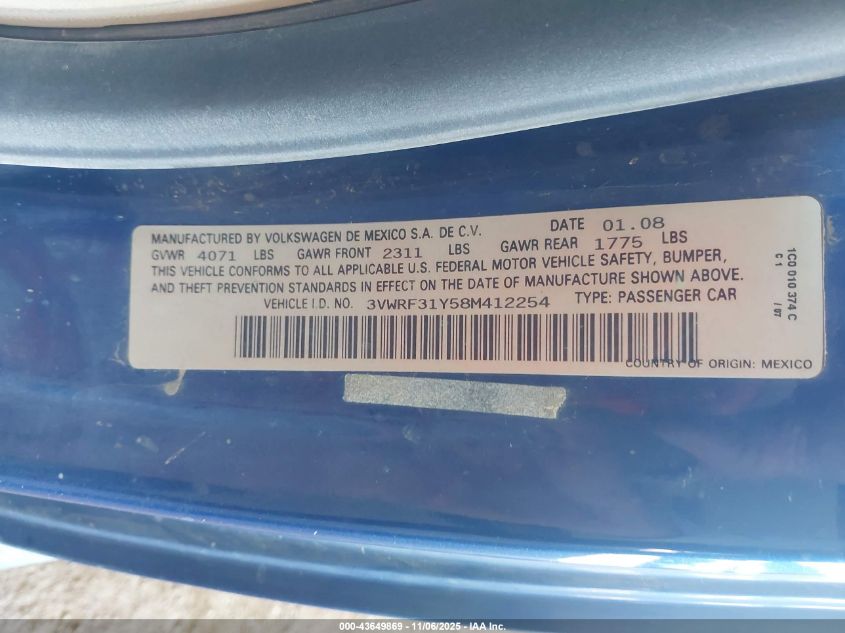 MANUFACTURED BY VOLKSWAGEN DE MEXICO S.A. DE C.V. DATE 01.08
GVWR 4071 LBS GAWR FRONT 2311 LBS GAWR REAR 1775 LBS
THIS VEHICLE CONFORMS TO ALL APPLICABLE U.S. FEDERAL MOTOR VEHICLE SAFETY, BUMPER,
AND THEFT PREVENTION STANDARDS IN EFFECT ON THE DATE OF MANUFACTURE SHOWN ABOVE.
VEHICLE I.D. NO. 3VWRF31Y58M412254 TYPE: PASSENGER CAR
COUNTRY OF ORIGIN: MEXICO
1C0 010 374 C
C 1 / 07
000-43649869 - 11/06/2025 - IAA Inc.